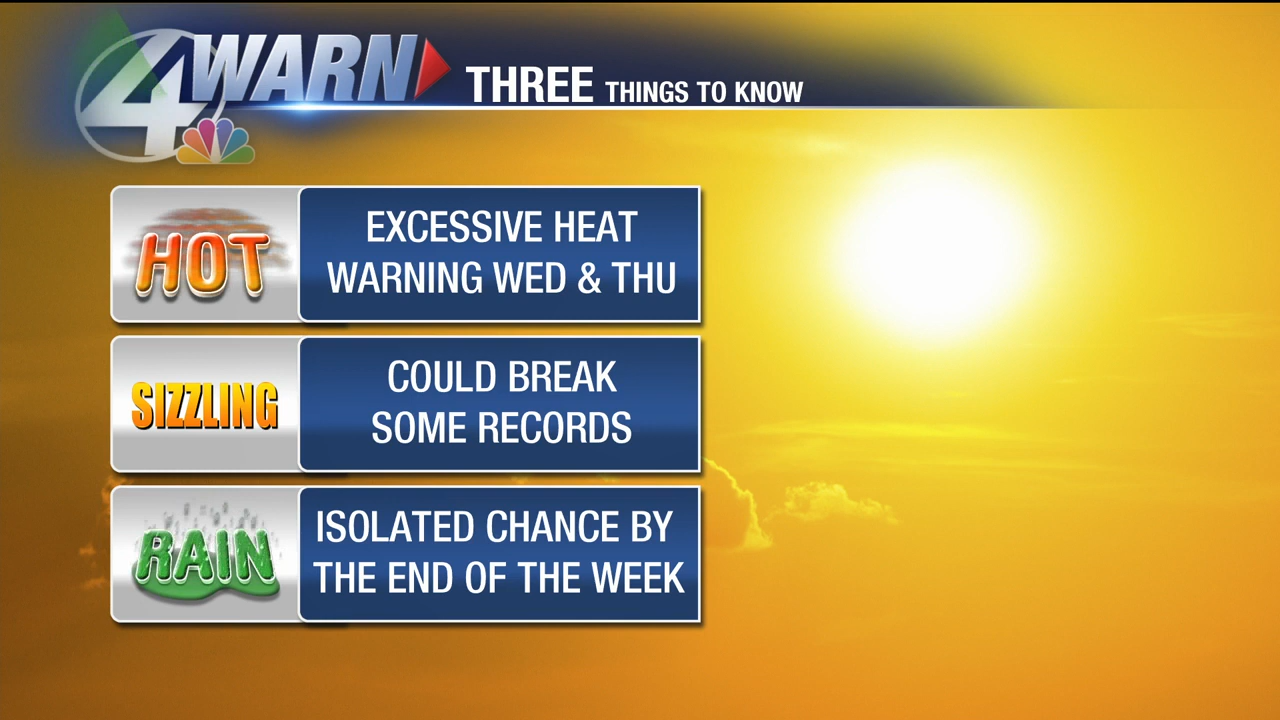 4WARN
THREE THINGS TO KNOW
HOT
EXCESSIVE HEAT
WARNING WED & THU
SIZZLING
COULD BREAK
SOME RECORDS
RAIN
ISOLATED CHANCE BY
THE END OF THE WEEK